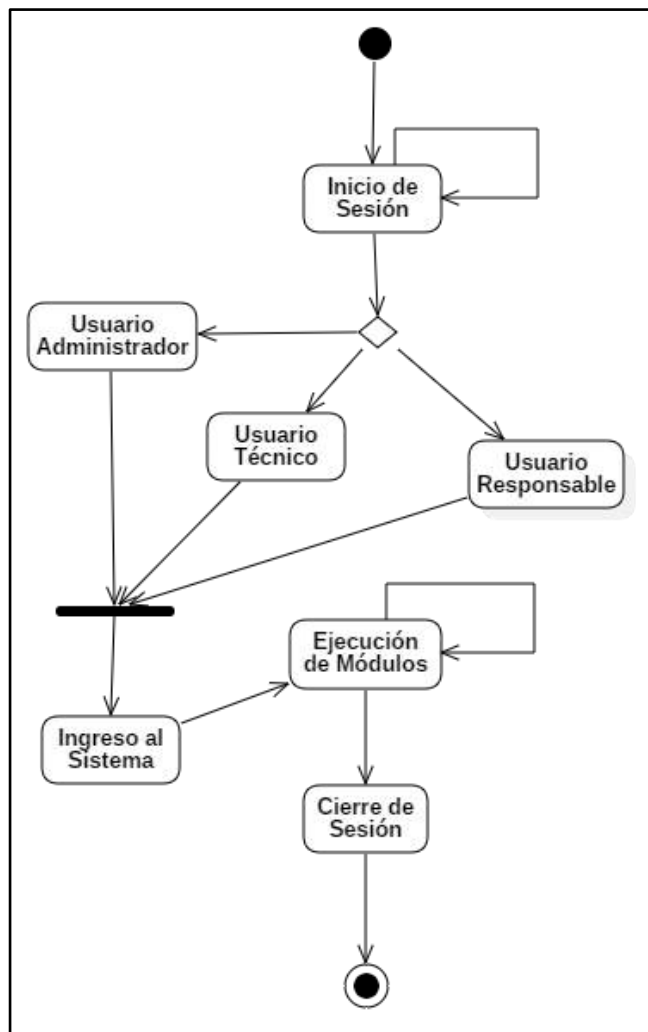 Inicio de
Sesión
Usuario
Administrador
Usuario
Técnico
Usuario
Responsable
Ejecución
de Módulos
Ingreso al
Sistema
Cierre de
Sesión